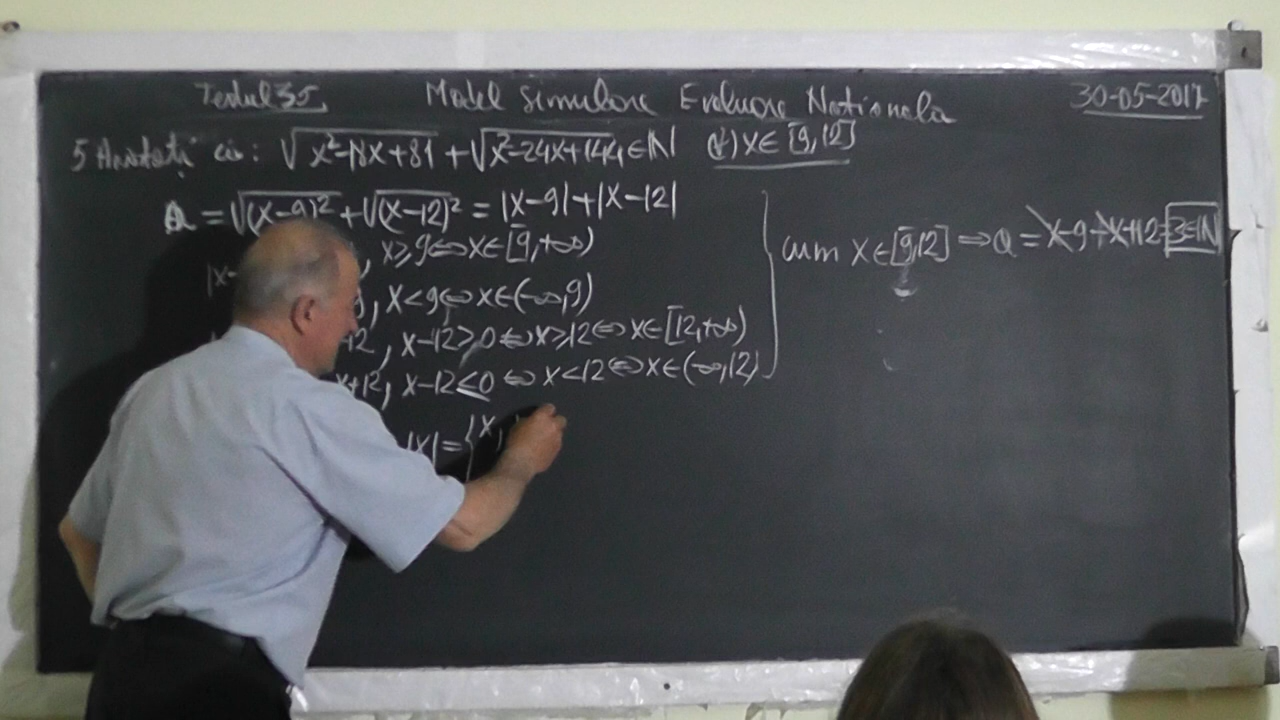 Testul 35 Model Simulare Evaluare Nationala 30-05-2017
5 Aratati ca: √x²-18x+81 + √x²-24x+144 ∈ ℕ (∀) x ∈ [9,12]
a = √(x-9)² + √(x-12)² = |x-9| + |x-12|
|x- , x ≥ 9 ⇔ x ∈ [9,+∞)
9, x < 9 ⇔ x ∈ (-∞,9)
12, x-12 ≥ 0 ⇔ x ≥ 12 ⇔ x ∈ [12,+∞)
x+12, x-12 ≤ 0 ⇔ x < 12 ⇔ x ∈ (-∞,12)
|x| = { x,
cum x ∈ [9,12] ⇒ a = x-9-x+12 = 3 ∈ ℕ